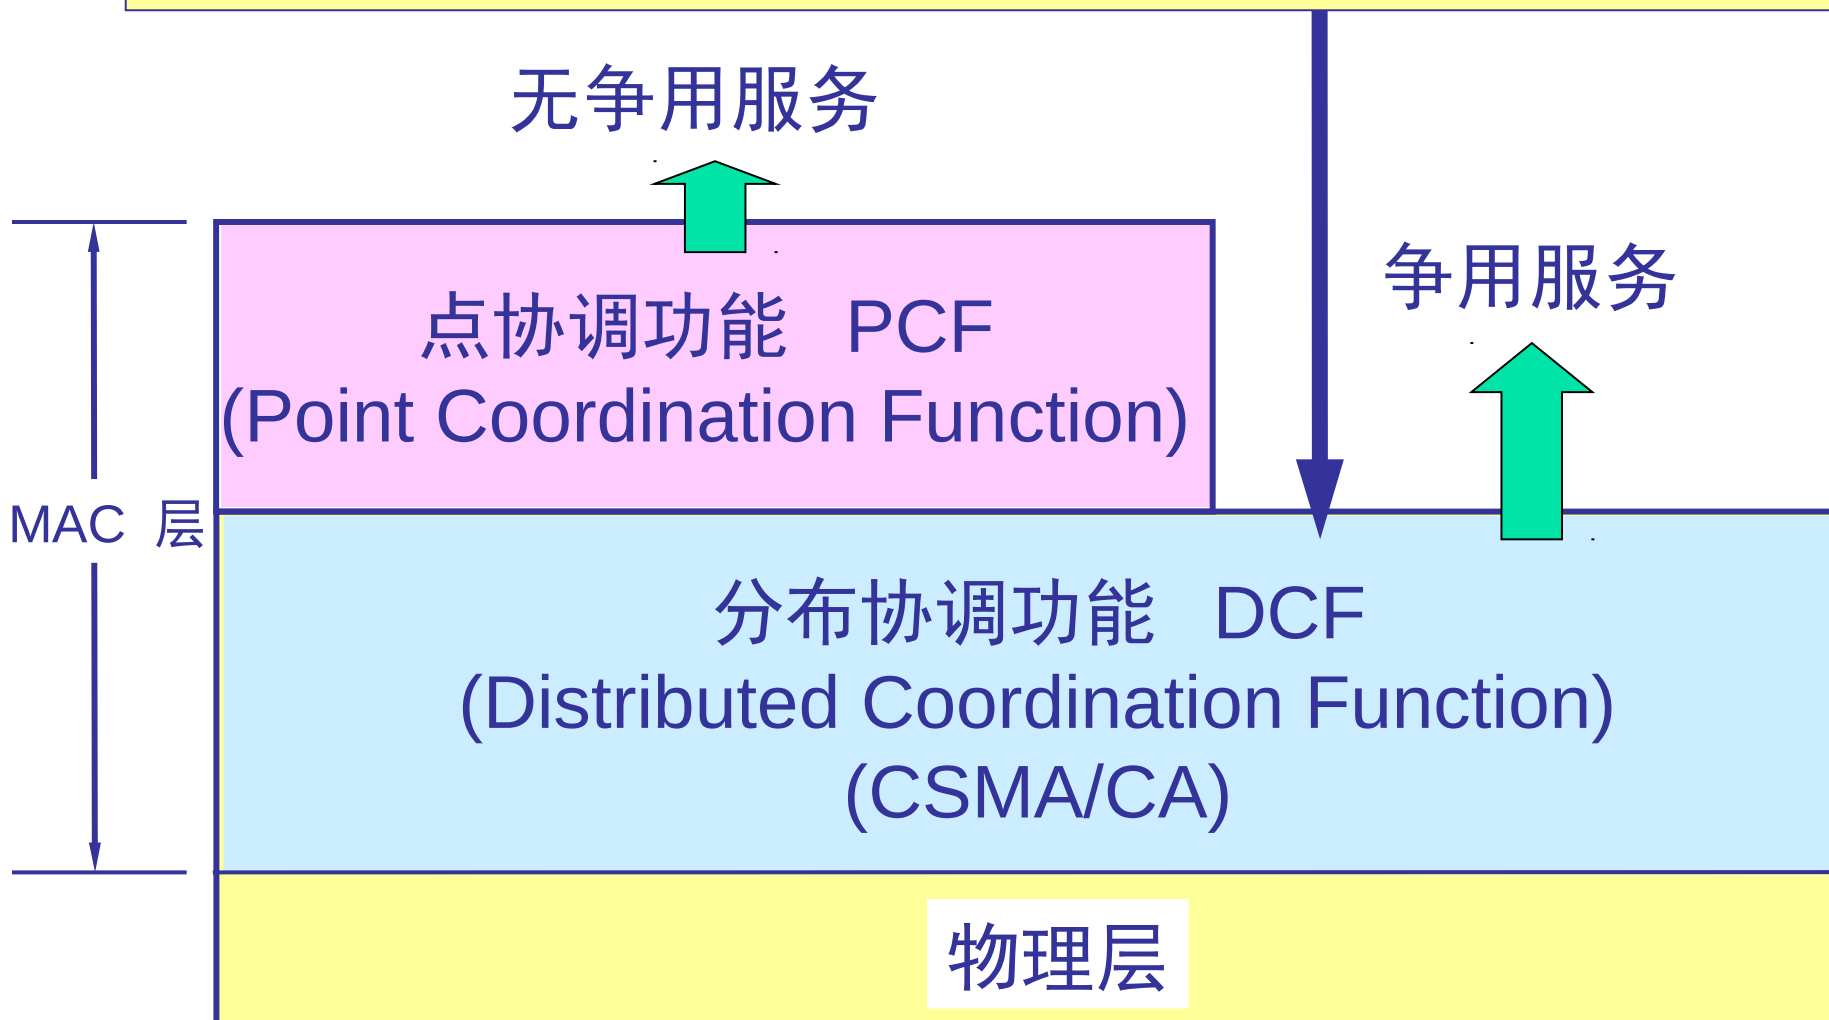 无争用服务
争用服务
点协调功能 PCF
(Point Coordination Function)
MAC 层
分布协调功能 DCF
(Distributed Coordination Function)
(CSMA/CA)
物理层